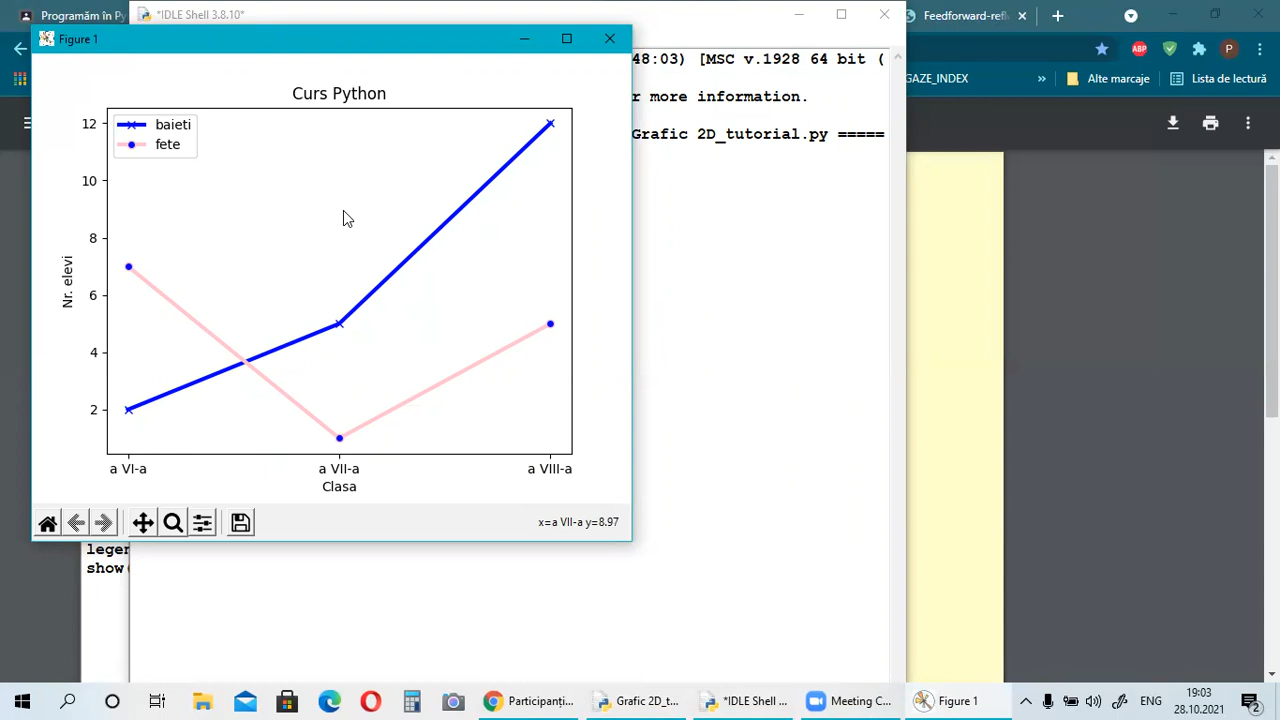 Programăm în Py
*IDLE Shell 3.8.10*
Feedforward-refl
Figure 1
48:03) [MSC v.1928 64 bit (
ABP
P
GAZE_INDEX
»
Alte marcaje
Lista de lectură
r more information.
Grafic 2D_tutorial.py =====
Curs Python
baieti
fete
12
10
8
6
4
2
Nr. elevi
a VI-a
a VII-a
a VIII-a
Clasa
x=a VII-a y=8.97
legen
show(
Participanți...
Grafic 2D_t...
*IDLE Shell ...
Meeting C...
Figure 1
ENG
19:03
28.10.2021
2